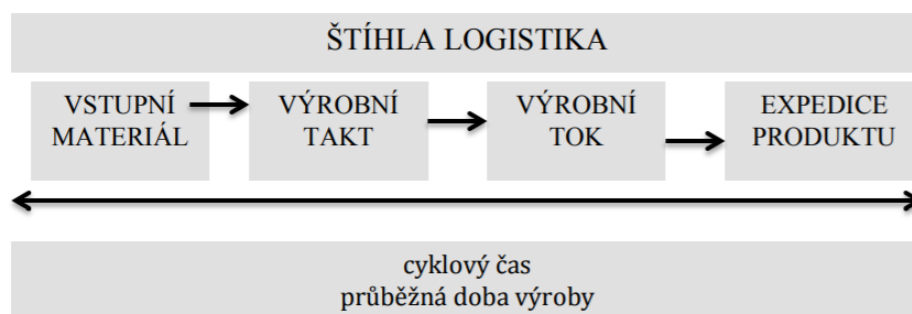 ŠTÍHLA LOGISTIKA
VSTUPNÍ
MATERIÁL
VÝROBNÍ
TAKT
VÝROBNÍ
TOK
EXPEDICE
PRODUKTU
cyklový čas
průběžná doba výroby